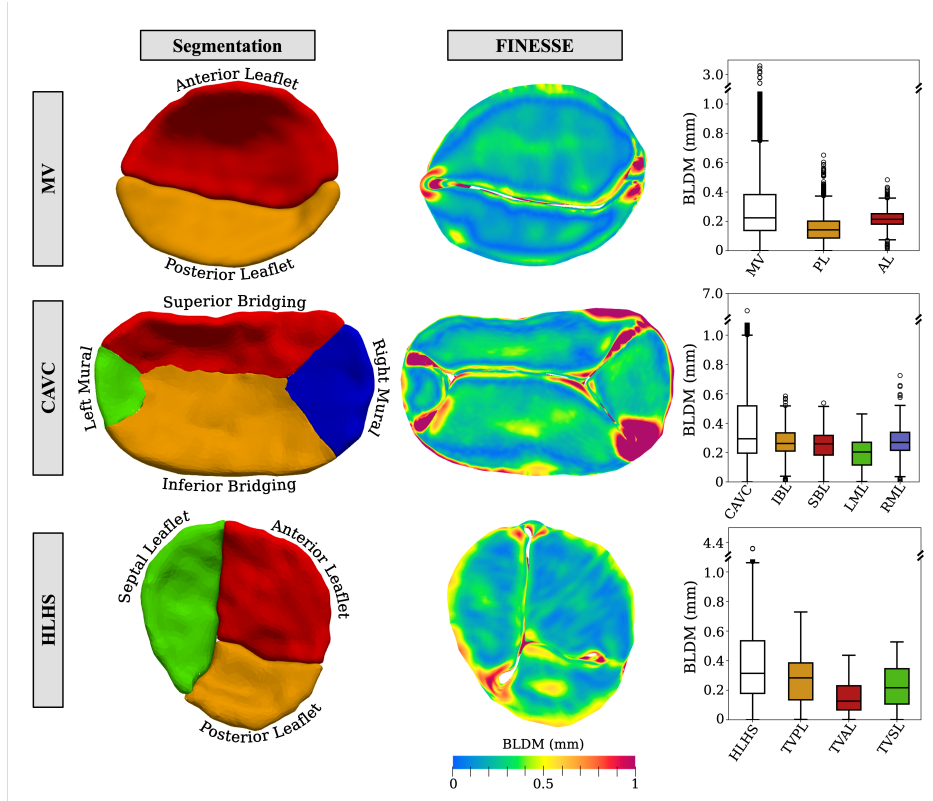 Segmentation
FINESSE
MV
Anterior Leaflet
Posterior Leaflet
BLDM (mm)
3.0
1.0
0.8
0.6
0.4
0.2
0
MV
PL
AL
CAVC
Superior Bridging
Left Mural
Right Mural
Inferior Bridging
BLDM (mm)
7.0
1.0
0.6
0.4
0.2
0
CAVC
IBL
SBL
LML
RML
HLHS
Septal Leaflet
Anterior Leaflet
Posterior Leaflet
BLDM (mm)
4.4
1.0
0.8
0.6
0.4
0.2
0
HLHS
TVPL
TVAL
TVSL
BLDM (mm)
0
0.5
1